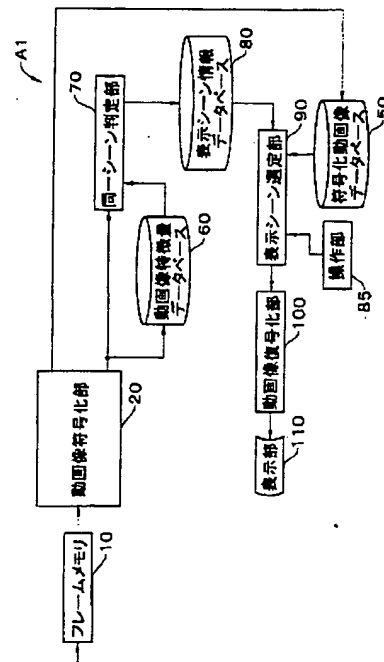 A1
フレームメモリ
10
動画像符号化部
20
動画像特徴量
データベース
60
同一シーン判定部
70
表示シーン情報
データベース
80
表示シーン選定部
90
符号化動画像
データベース
50
操作部
85
動画像復号化部
100
表示部
110